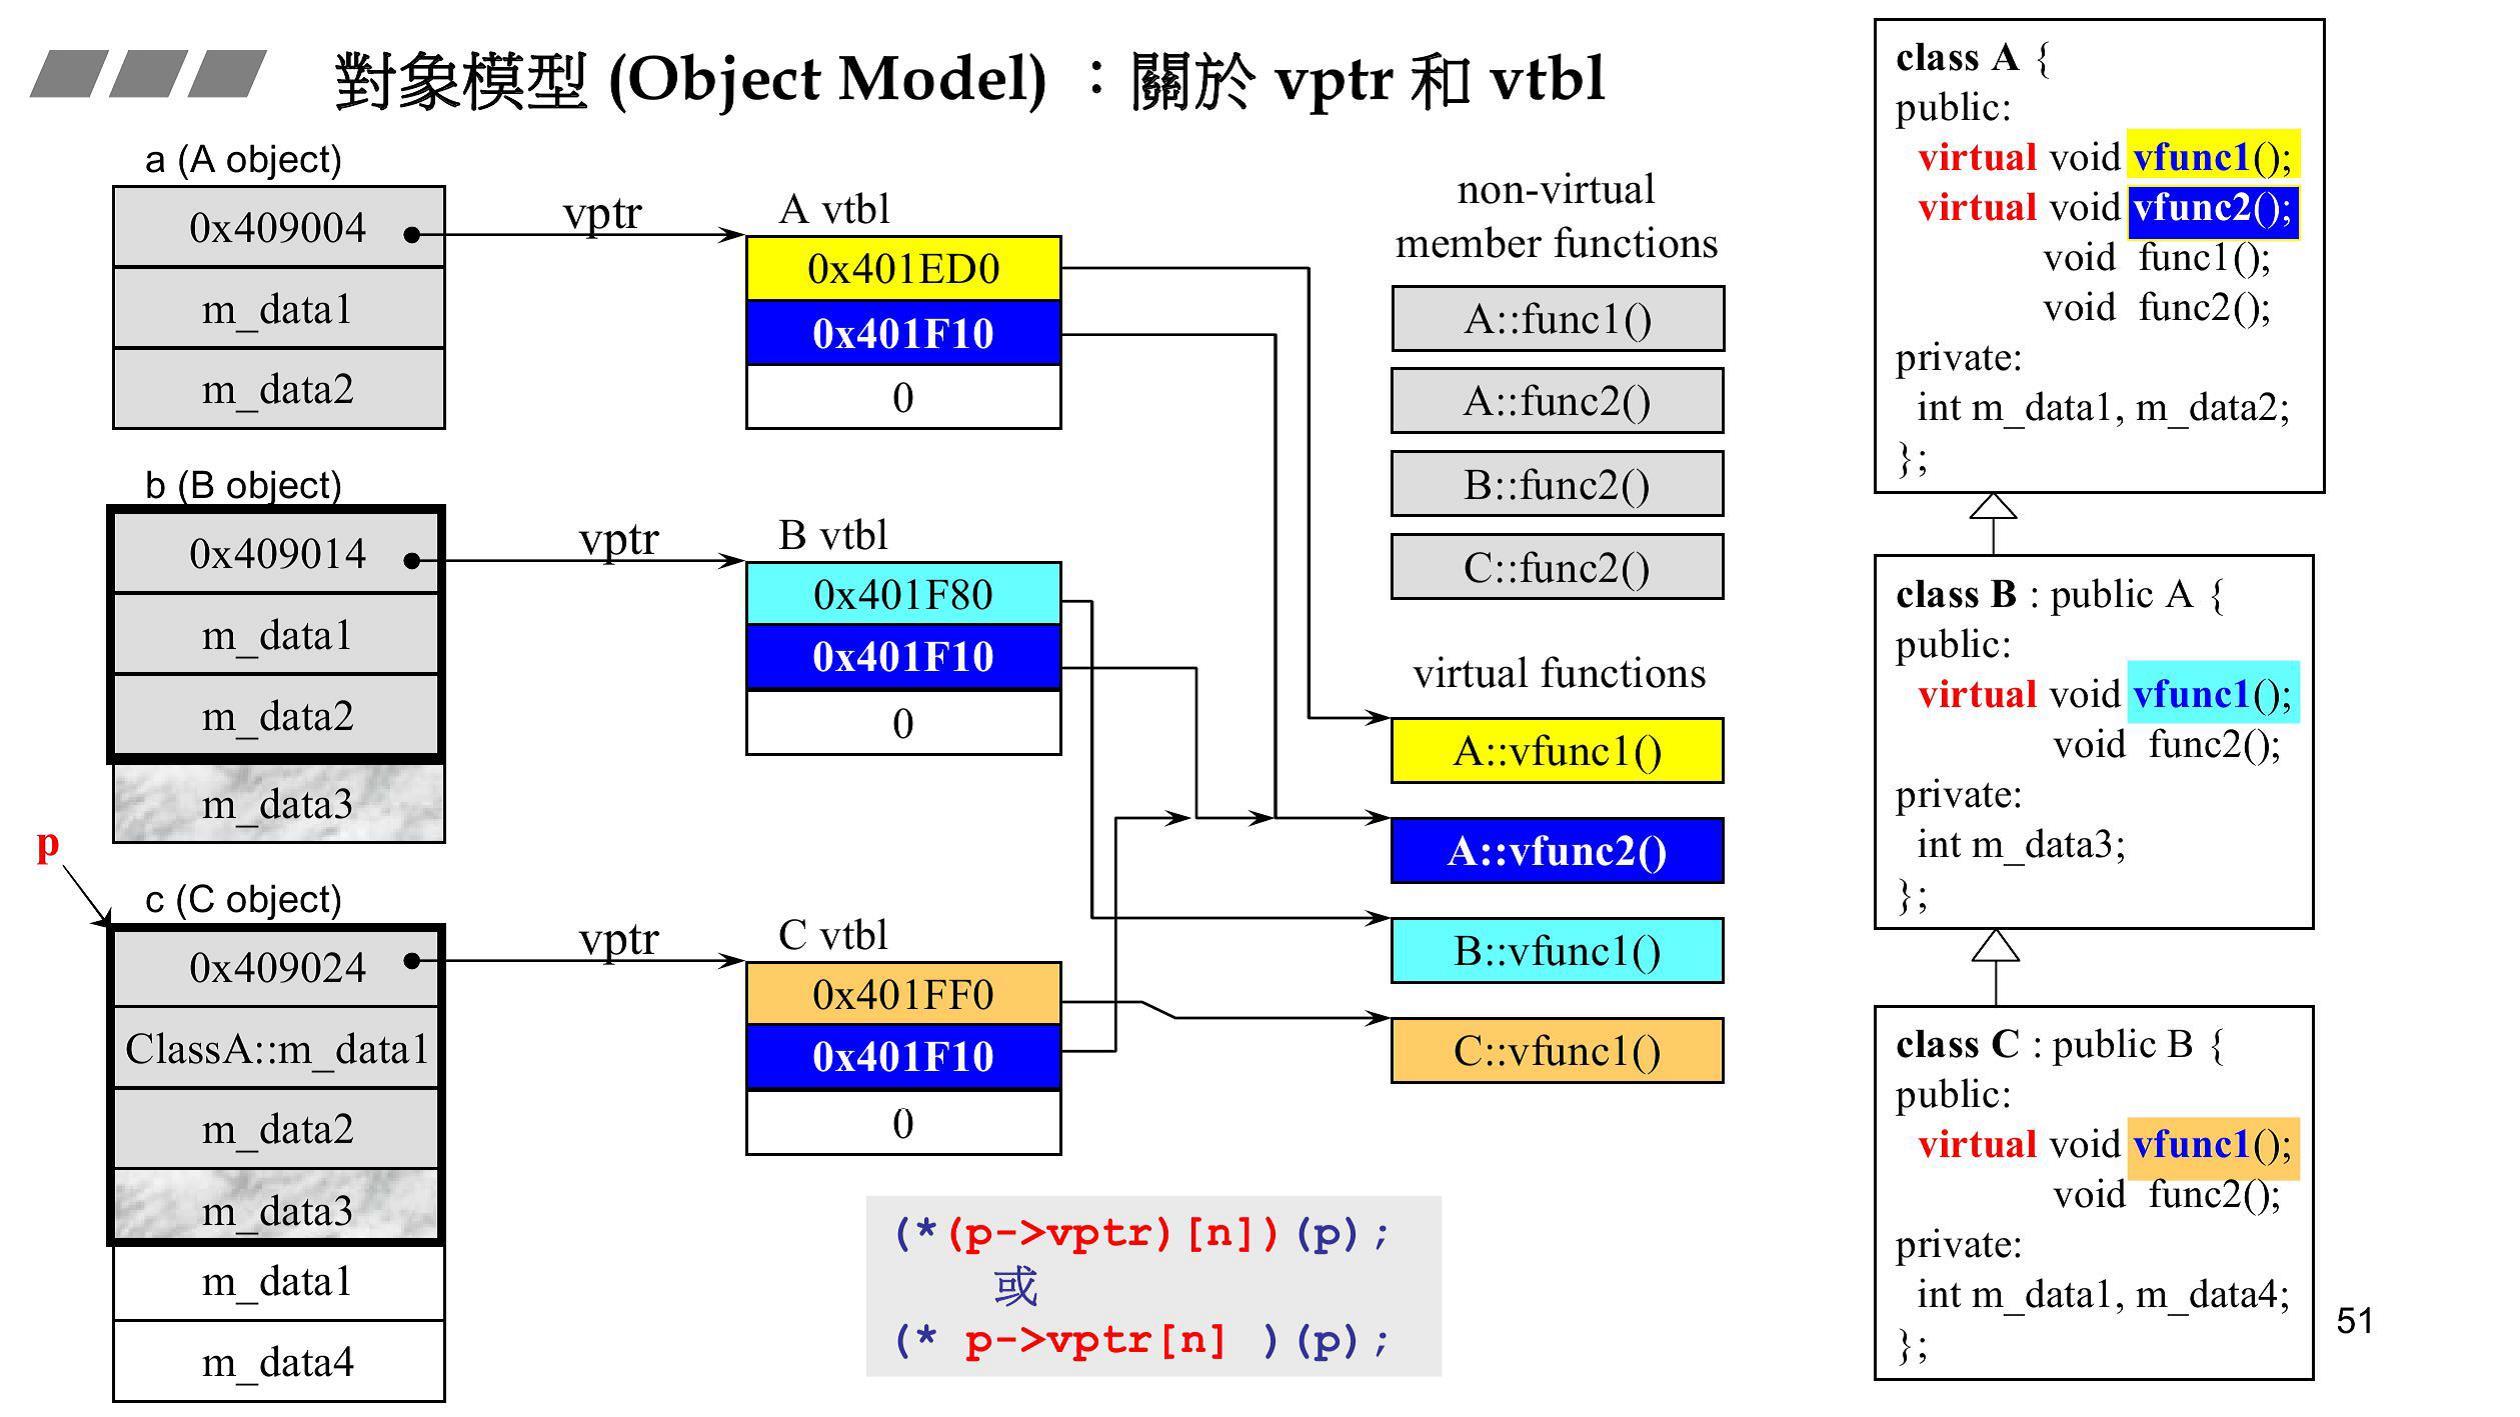 對象模型 (Object Model) ：關於 vptr 和 vtbl
a (A object)
0x409004
m_data1
m_data2
vptr
A vtbl
0x401ED0
0x401F10
0
b (B object)
0x409014
m_data1
m_data2
m_data3
vptr
B vtbl
0x401F80
0x401F10
0
p
c (C object)
0x409024
ClassA::m_data1
m_data2
m_data3
m_data1
m_data4
vptr
C vtbl
0x401FF0
0x401F10
0
non-virtual
member functions
A::func1()
A::func2()
B::func2()
C::func2()
virtual functions
A::vfunc1()
A::vfunc2()
B::vfunc1()
C::vfunc1()
(*(p->vptr)[n])(p);
或
(* p->vptr[n] )(p);
class A {
public:
virtual void vfunc1();
virtual void vfunc2();
void func1();
void func2();
private:
int m_data1, m_data2;
};
class B : public A {
public:
virtual void vfunc1();
void func2();
private:
int m_data3;
};
class C : public B {
public:
virtual void vfunc1();
void func2();
private:
int m_data1, m_data4;
};
51